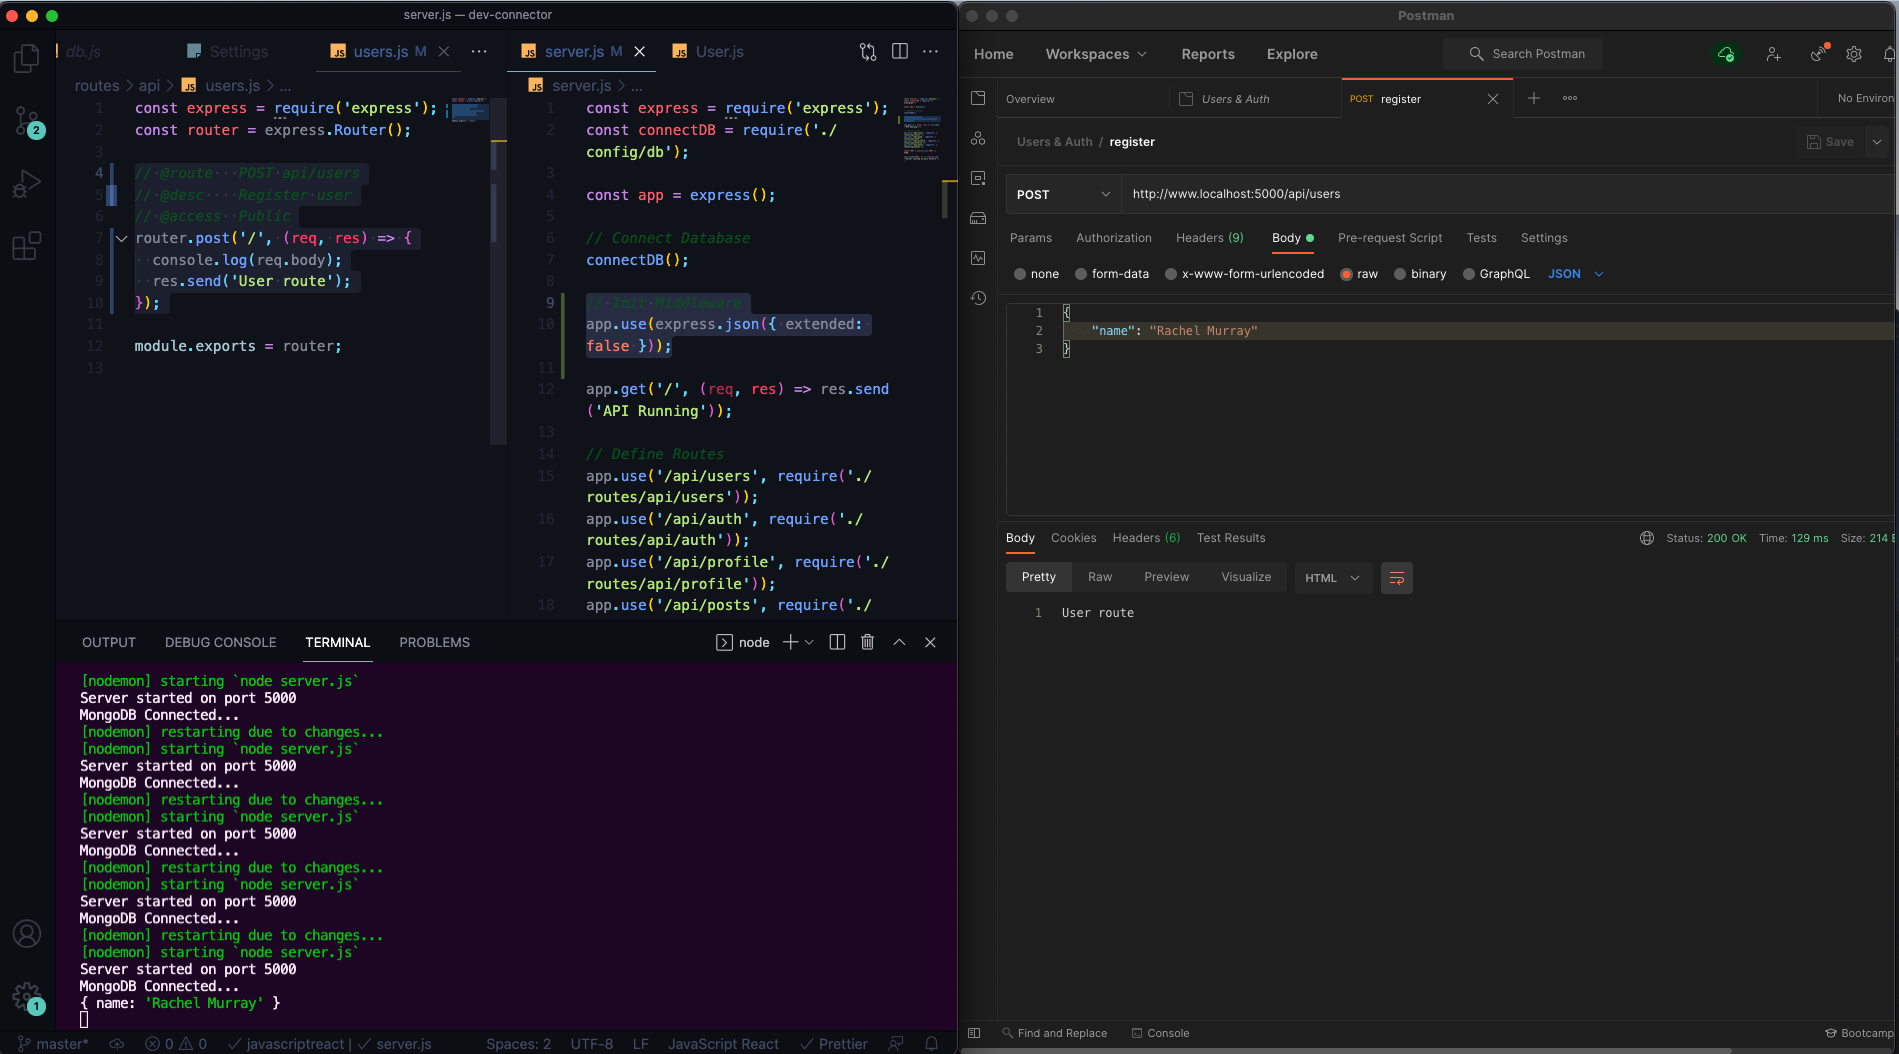 server.js — dev-connector
db.js
Settings
users.js M
server.js M
User.js
routes > api > users.js > ...
server.js > ...
1 const express = require('express');
2 const router = express.Router();
3
4 // @route POST api/users
5 // @desc Register user
6 // @access Public
7 router.post('/', (req, res) => {
8 console.log(req.body);
9 res.send('User route');
10 });
11
12 module.exports = router;
13
1 const express = require('express');
2 const connectDB = require('./
config/db');
3
4 const app = express();
5
6 // Connect Database
7 connectDB();
8
9 // Init Middleware
10 app.use(express.json({ extended:
false }));
11
12 app.get('/', (req, res) => res.send
('API Running'));
13
14 // Define Routes
15 app.use('/api/users', require('./
routes/api/users'));
16 app.use('/api/auth', require('./
routes/api/auth'));
17 app.use('/api/profile', require('./
routes/api/profile'));
18 app.use('/api/posts', require('./
OUTPUT DEBUG CONSOLE TERMINAL PROBLEMS
node
[nodemon] starting `node server.js`
Server started on port 5000
MongoDB Connected...
[nodemon] restarting due to changes...
[nodemon] starting `node server.js`
Server started on port 5000
MongoDB Connected...
[nodemon] restarting due to changes...
[nodemon] starting `node server.js`
Server started on port 5000
MongoDB Connected...
[nodemon] restarting due to changes...
[nodemon] starting `node server.js`
Server started on port 5000
MongoDB Connected...
[nodemon] restarting due to changes...
[nodemon] starting `node server.js`
Server started on port 5000
MongoDB Connected...
{ name: 'Rachel Murray' }
2
1
master* 0 0 javascriptreact | server.js Spaces: 2 UTF-8 LF JavaScript React Prettier
Postman
Home Workspaces Reports Explore Search Postman
Overview Users & Auth POST register No Environ
Users & Auth / register Save
POST http://www.localhost:5000/api/users
Params Authorization Headers (9) Body Pre-request Script Tests Settings
none form-data x-www-form-urlencoded raw binary GraphQL JSON
1 {
2 "name": "Rachel Murray"
3 }
Body Cookies Headers (6) Test Results Status: 200 OK Time: 129 ms Size: 214
Pretty Raw Preview Visualize HTML
1 User route
Find and Replace Console Bootcamp